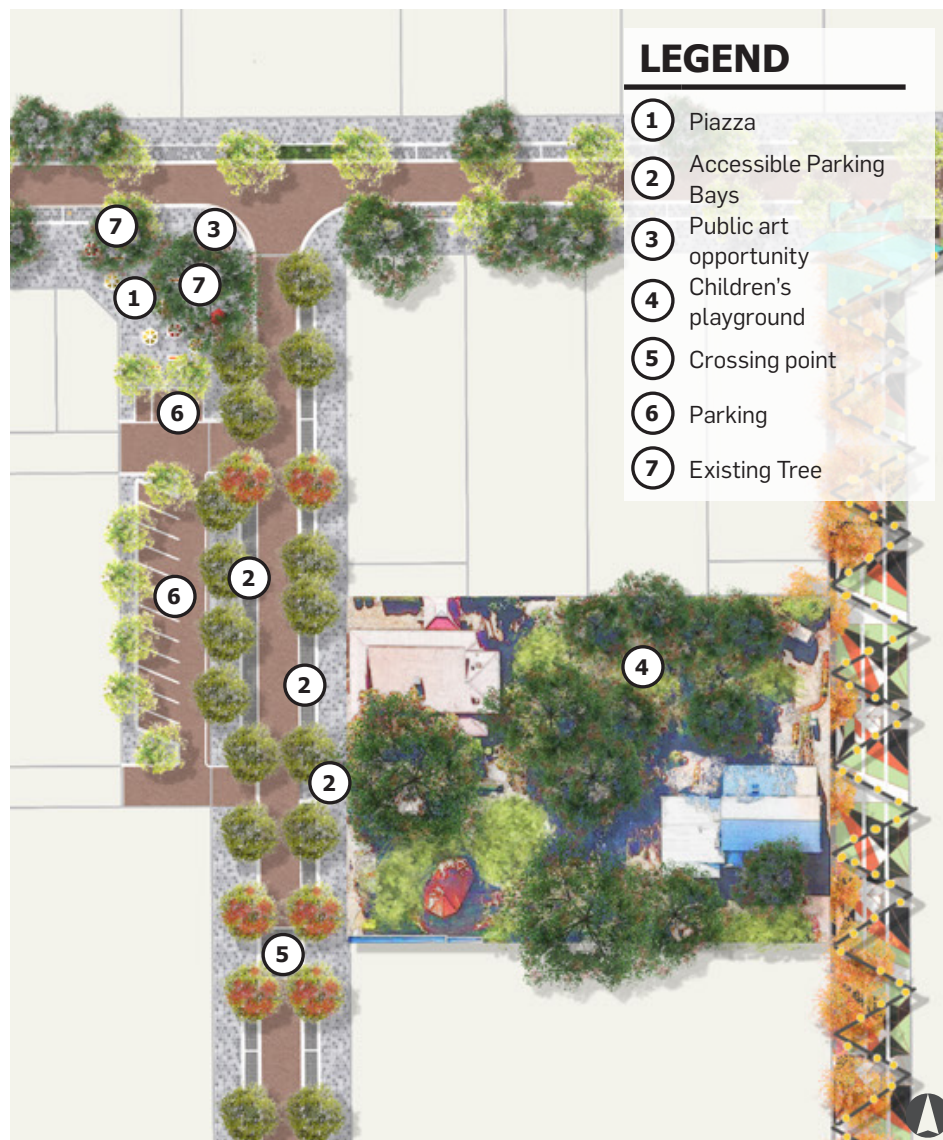 LEGEND
1 Piazza
2 Accessible Parking
Bays
3 Public art
opportunity
4 Children's
playground
5 Crossing point
6 Parking
7 Existing Tree
7
3
7
1
6
2
6
4
2
2
5